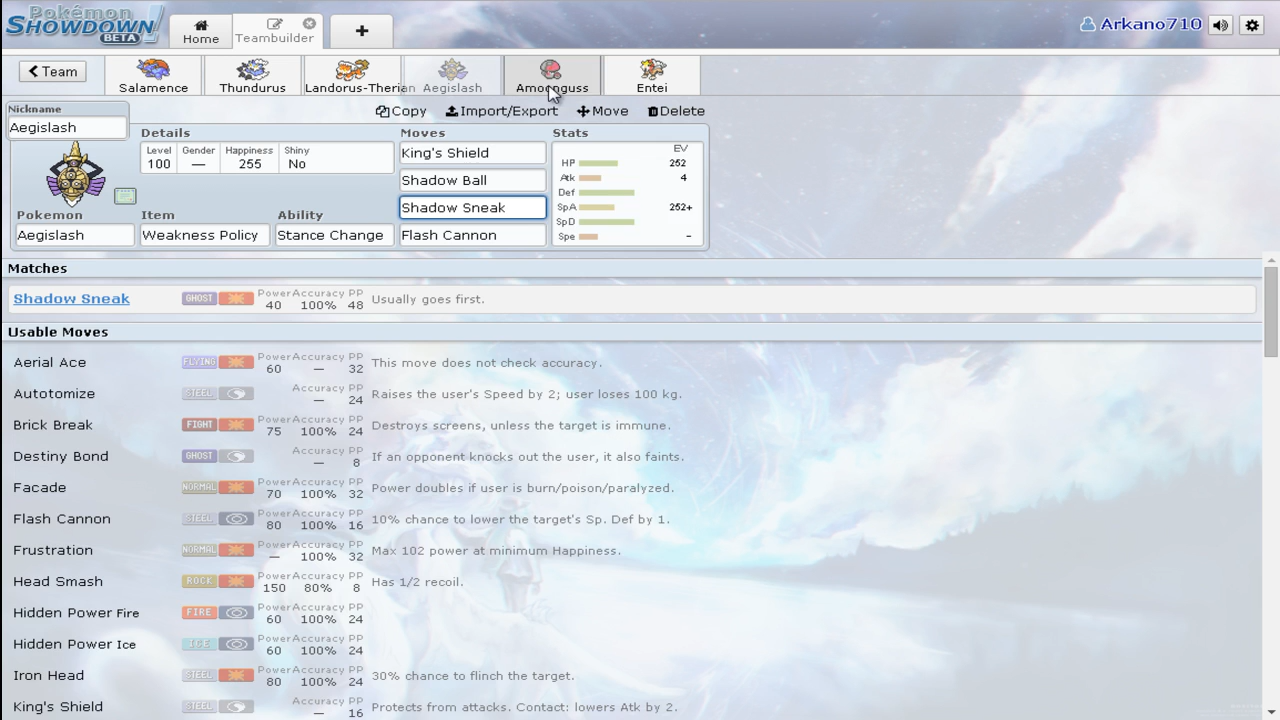 Pokémon
SHOWDOWN!
BETA
Home
Teambuilder
+
Arkano710
Team
Salamence
Thundurus
Landorus-Therian
Aegislash
Amoonguss
Entei
Copy
Import/Export
Move
Delete
Nickname
Aegislash
Details
Level Gender Happiness Shiny
100 — 255 No
Pokemon
Aegislash
Item
Weakness Policy
Ability
Stance Change
Moves
King's Shield
Shadow Ball
Shadow Sneak
Flash Cannon
Stats
EV
HP 252
Atk 4
Def
SpA 252+
SpD
Spe -
Matches
Shadow Sneak GHOST Power 40 Accuracy 100% PP 48 Usually goes first.
Usable Moves
Aerial Ace FLYING Power 60 Accuracy — PP 32 This move does not check accuracy.
Autotomize STEEL Accuracy — PP 24 Raises the user's Speed by 2; user loses 100 kg.
Brick Break FIGHT Power 75 Accuracy 100% PP 24 Destroys screens, unless the target is immune.
Destiny Bond GHOST Accuracy — PP 8 If an opponent knocks out the user, it also faints.
Facade NORMAL Power 70 Accuracy 100% PP 32 Power doubles if user is burn/poison/paralyzed.
Flash Cannon STEEL Power 80 Accuracy 100% PP 16 10% chance to lower the target's Sp. Def by 1.
Frustration NORMAL Power — Accuracy 100% PP 32 Max 102 power at minimum Happiness.
Head Smash ROCK Power 150 Accuracy 80% PP 8 Has 1/2 recoil.
Hidden Power Fire FIRE Power 60 Accuracy 100% PP 24
Hidden Power Ice ICE Power 60 Accuracy 100% PP 24
Iron Head STEEL Power 80 Accuracy 100% PP 24 30% chance to flinch the target.
King's Shield STEEL Accuracy — PP 16 Protects from attacks. Contact: lowers Atk by 2.